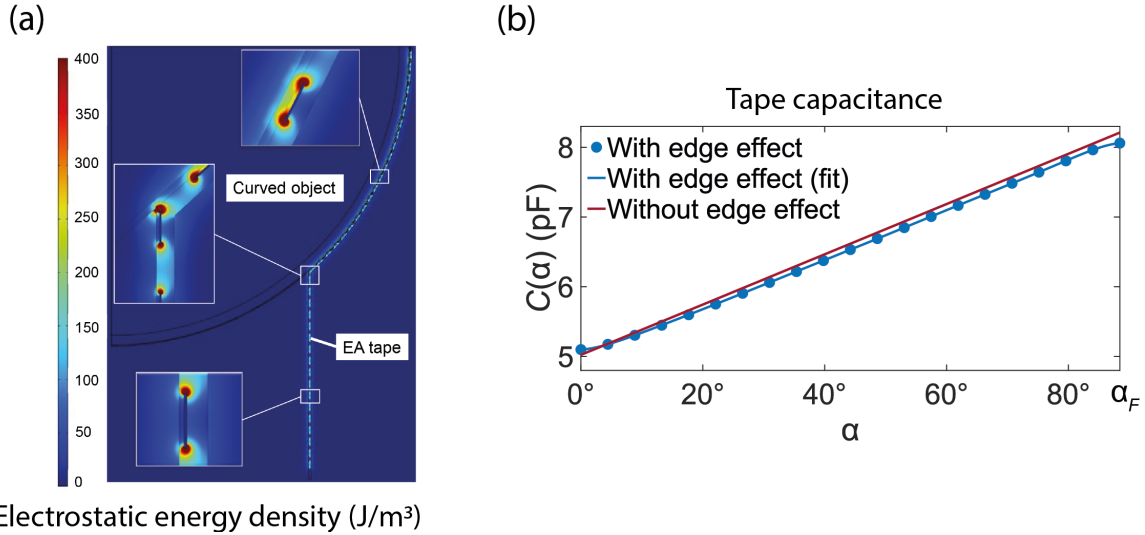 (a)
400
350
300
250
200
150
100
50
0
Curved object
EA tape
Electrostatic energy density (J/m³)
(b)
Tape capacitance
With edge effect
With edge effect (fit)
Without edge effect
C(α) (pF)
8
7
6
5
0°
20°
40°
60°
80°
αF
α